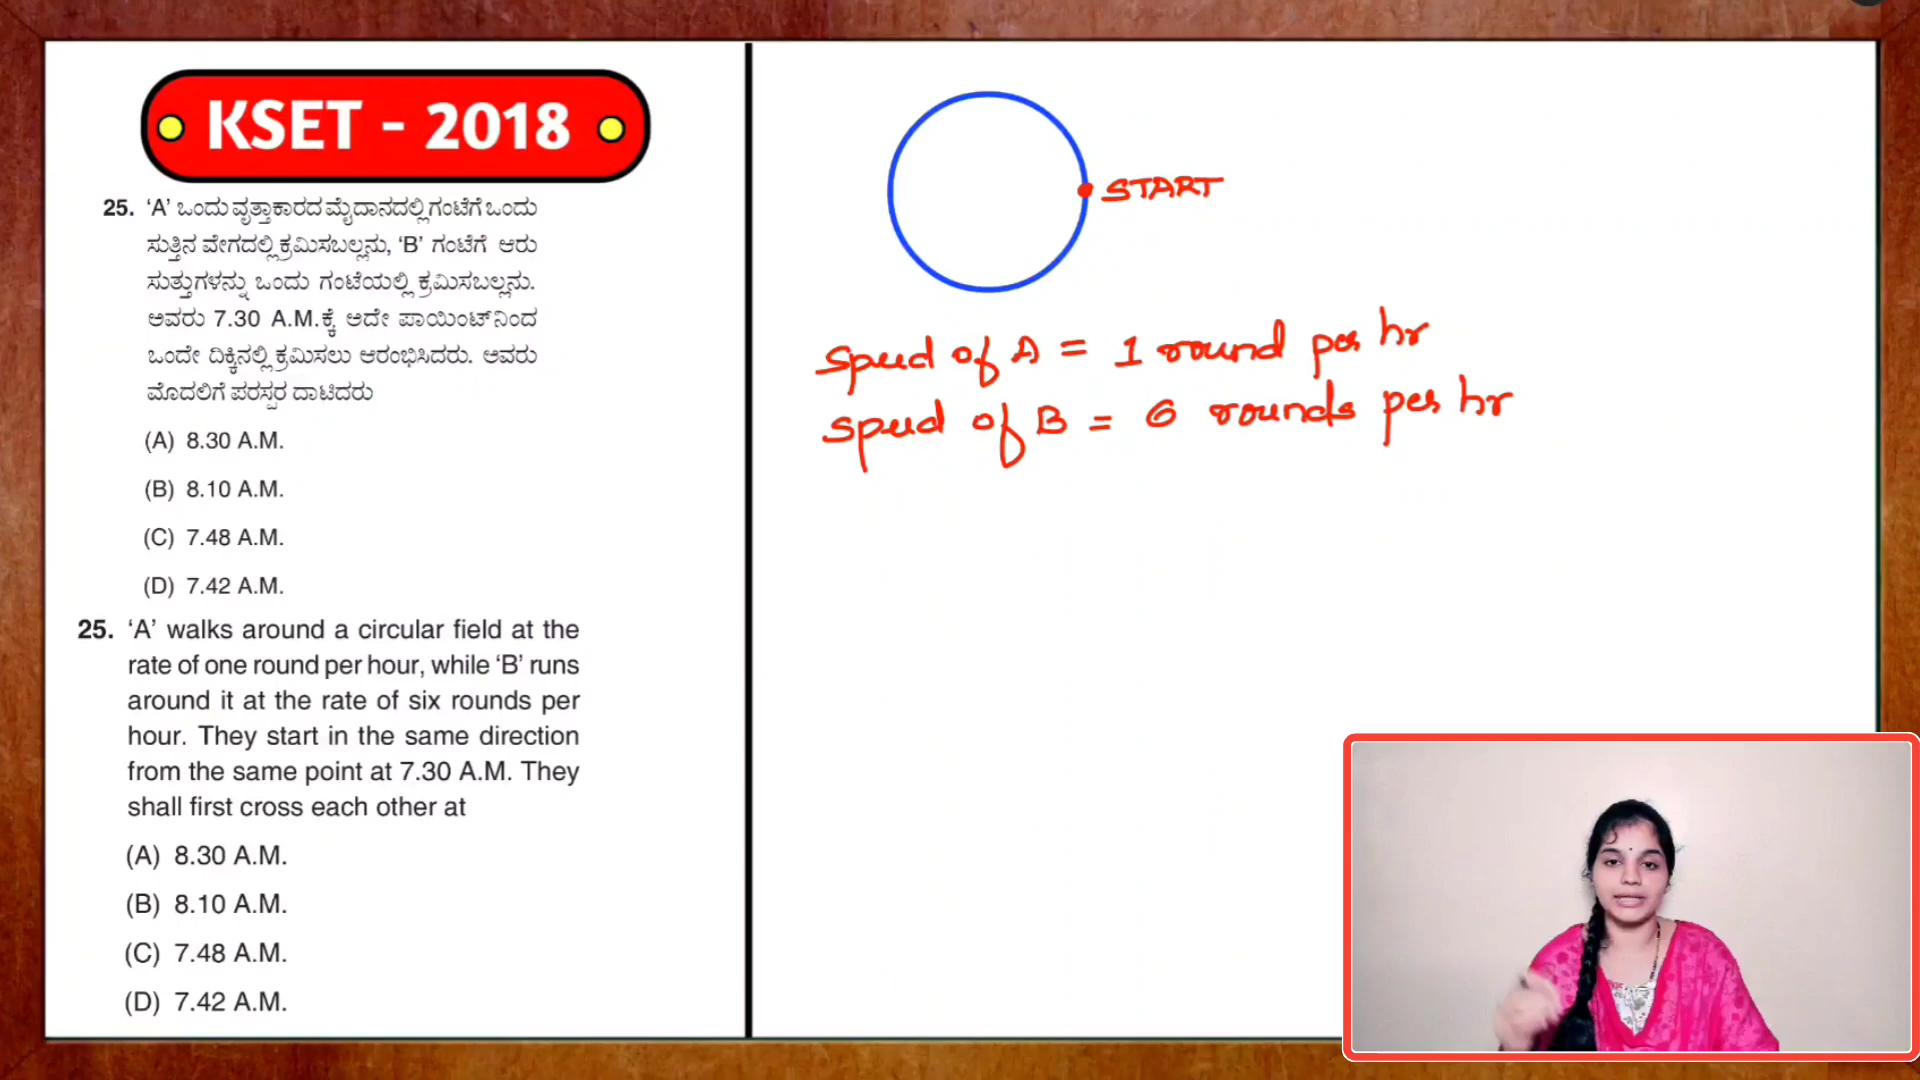 KSET - 2018
25. ‘A’ ಒಂದು ವೃತ್ತಾಕಾರದ ಮೈದಾನದಲ್ಲಿ ಗಂಟೆಗೆ ಒಂದು
ಸುತ್ತಿನ ವೇಗದಲ್ಲಿ ಕ್ರಮಿಸಬಲ್ಲನು, ‘B’ ಗಂಟೆಗೆ ಆರು
ಸುತ್ತುಗಳನ್ನು ಒಂದು ಗಂಟೆಯಲ್ಲಿ ಕ್ರಮಿಸಬಲ್ಲನು.
ಅವರು 7.30 A.M.ಕ್ಕೆ ಅದೇ ಪಾಯಿಂಟ್‌ನಿಂದ
ಒಂದೇ ದಿಕ್ಕಿನಲ್ಲಿ ಕ್ರಮಿಸಲು ಆರಂಭಿಸಿದರು. ಅವರು
ಮೊದಲಿಗೆ ಪರಸ್ಪರ ದಾಟಿದರು
(A) 8.30 A.M.
(B) 8.10 A.M.
(C) 7.48 A.M.
(D) 7.42 A.M.
25. ‘A’ walks around a circular field at the
rate of one round per hour, while ‘B’ runs
around it at the rate of six rounds per
hour. They start in the same direction
from the same point at 7.30 A.M. They
shall first cross each other at
(A) 8.30 A.M.
(B) 8.10 A.M.
(C) 7.48 A.M.
(D) 7.42 A.M.
START
Speed of A = 1 round per hr
Speed of B = 6 rounds per hr